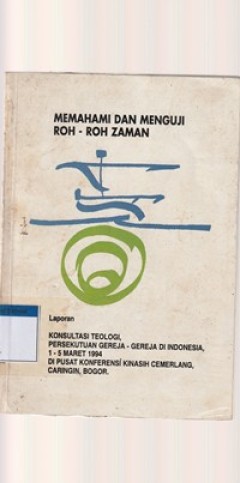 MEMAHAMI DAN MENGUJI
ROH - ROH ZAMAN
Laporan
KONSULTASI TEOLOGI,
PERSEKUTUAN GEREJA - GEREJA DI INDONESIA,
1 - 5 MARET 1994
DI PUSAT KONFERENSI KINASIH CEMERLANG,
CARINGIN, BOGOR.